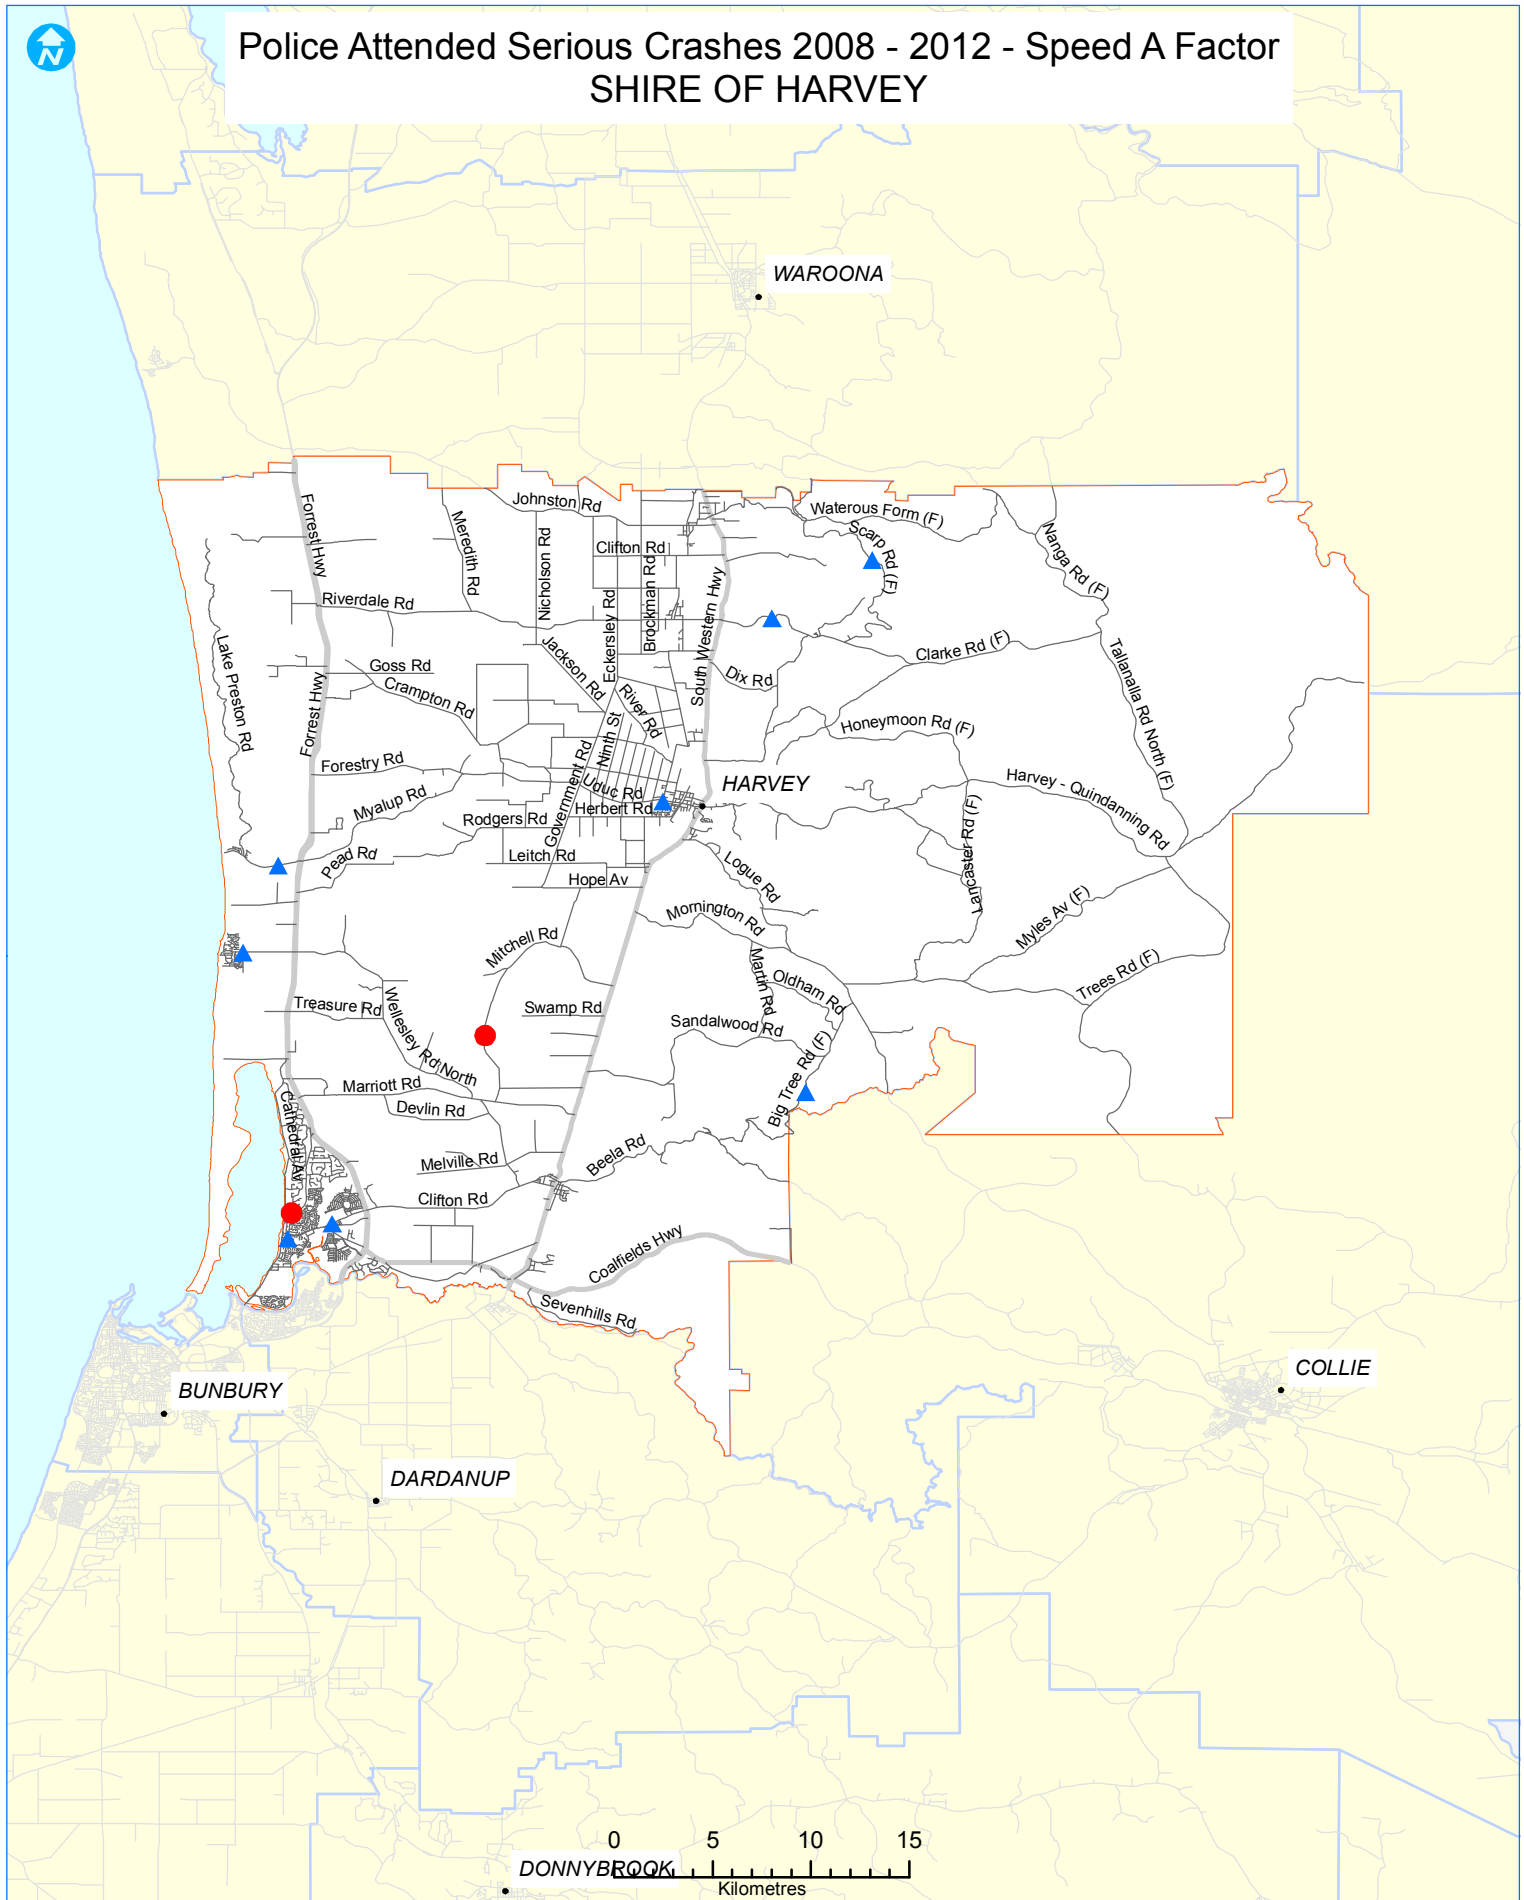 N
Police Attended Serious Crashes 2008 - 2012 - Speed A Factor
SHIRE OF HARVEY
WAROONA
Johnston Rd
Waterous Form (F)
Forrest Hwy
Meredith Rd
Nicholson Rd
Clifton Rd
Scarp Rd (F)
Nanga Rd (F)
Brockman Rd
Eckersley Rd
South Western Hwy
Riverdale Rd
Lake Preston Rd
Goss Rd
Jackson Rd
Crampton Rd
River Rd
Dix Rd
Clarke Rd (F)
Tallanalla Rd North (F)
Forrest Hwy
Ninth St
Honeymoon Rd (F)
Forestry Rd
Government Rd
Uduc Rd
HARVEY
Harvey - Quindanning Rd
Myalup Rd
Herbert Rd
Rodgers Rd
Lancaster Rd (F)
Pead Rd
Leitch Rd
Logue Rd
Hope Av
Mornington Rd
Myles Av (F)
Mitchell Rd
Martin Rd
Oldham Rd
Trees Rd (F)
Treasure Rd
Wellesley Rd North
Swamp Rd
Sandalwood Rd
Big Tree Rd (F)
Marriott Rd
Devlin Rd
Cathedral Av
Melville Rd
Beela Rd
Clifton Rd
Coalfields Hwy
Sevenhills Rd
BUNBURY
COLLIE
DARDANUP
0 5 10 15
DONNYBROOK
Kilometres